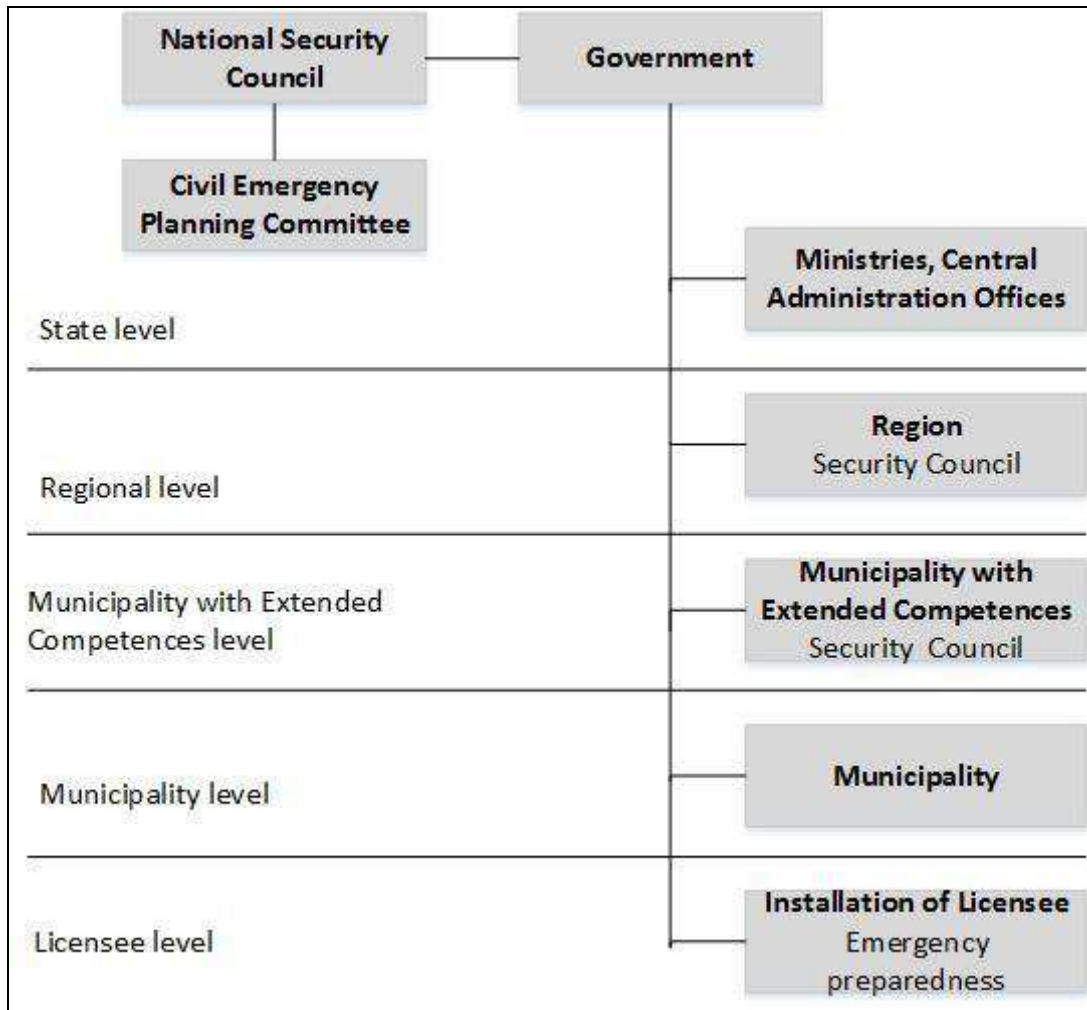 National Security
Council
Government
Civil Emergency
Planning Committee
Ministries, Central
Administration Offices
State level
Region
Security Council
Regional level
Municipality with Extended
Competences level
Municipality with
Extended Competences
Security Council
Municipality
Municipality level
Installation of Licensee
Emergency
preparedness
Licensee level